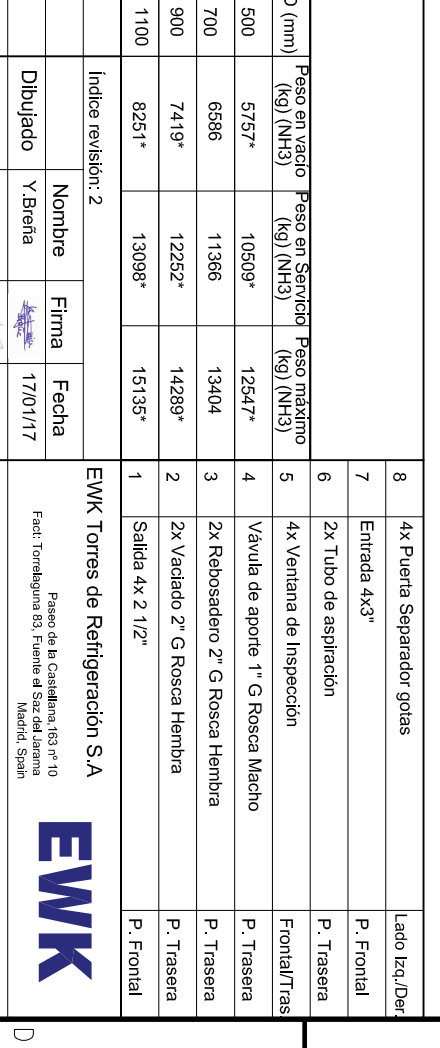 8 4x Puerta Separador gotas Lado Izq./Der.
7 Entrada 4x3" P. Frontal
6 2x Tubo de aspiración P. Trasera
5 4x Ventana de Inspección Frontal/Tras
4 Vávula de aporte 1" G Rosca Macho P. Trasera
3 2x Rebosadero 2" G Rosca Hembra P. Trasera
2 2x Vaciado 2" G Rosca Hembra P. Trasera
1 Salida 4x 2 1/2" P. Frontal
(mm) Peso en vacío (kg) (NH3) Peso en Servicio (kg) (NH3) Peso máximo (kg) (NH3)
500 5757* 10509* 12547*
700 6586 11366 13404
900 7419* 12252* 14289*
1100 8251* 13098* 15135*
Índice revisión: 2
Nombre Firma Fecha
Dibujado Y.Breña 17/01/17
EWK Torres de Refrigeración S.A
Paseo de la Castellana,163 nº 10
Fact: Torrelaguna 83, Fuente el Saz del Jarama
Madrid, Spain
EWK
D